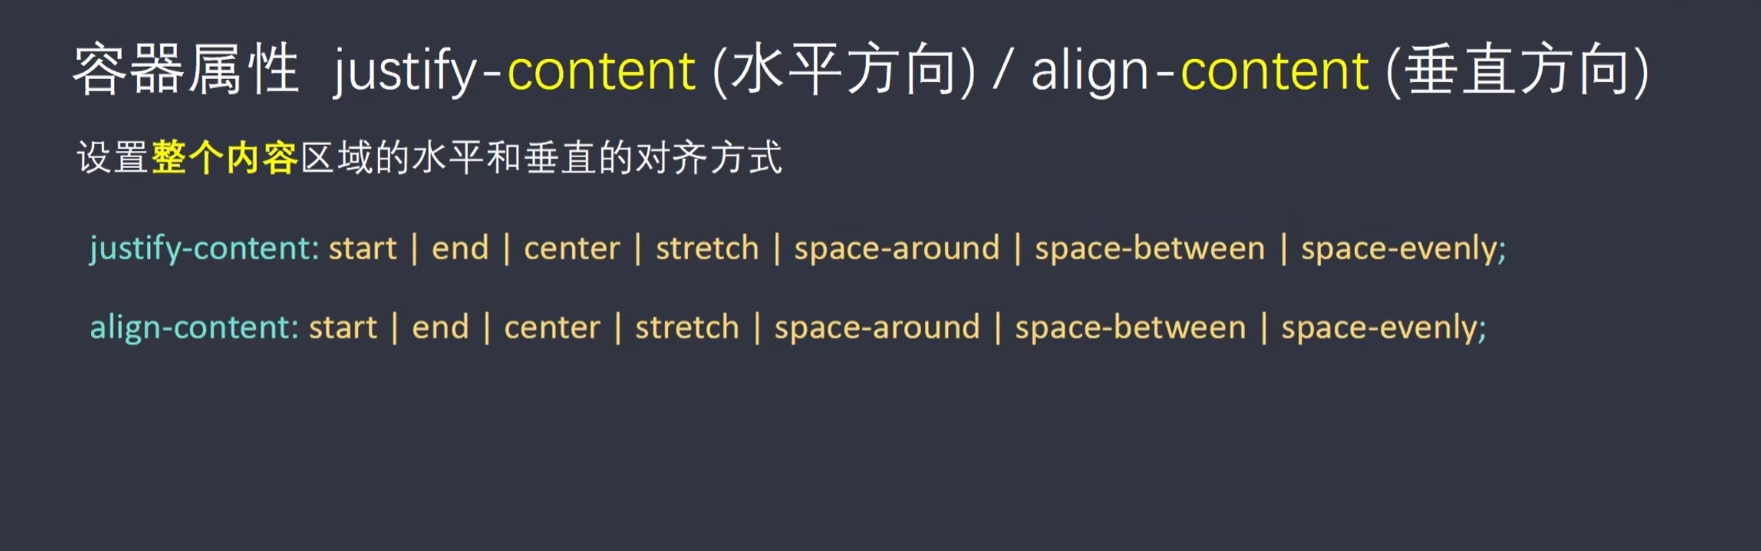 容器属性 justify-content (水平方向) / align-content (垂直方向)
设置整个内容区域的水平和垂直的对齐方式
justify-content: start | end | center | stretch | space-around | space-between | space-evenly;
align-content: start | end | center | stretch | space-around | space-between | space-evenly;